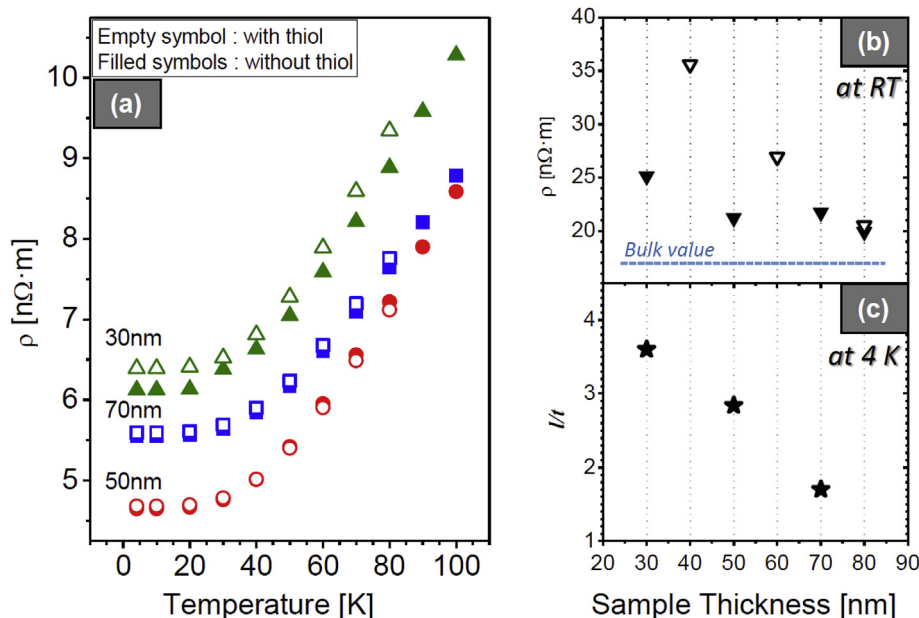 Empty symbol : with thiol
Filled symbols : without thiol
(a)
10
9
8
7
6
5
ρ [nΩ·m]
30nm
70nm
50nm
0 20 40 60 80 100
Temperature [K]
(b)
at RT
40
35
30
25
20
ρ [nΩ·m]
Bulk value
(c)
at 4 K
4
3
2
1
l/t
20 30 40 50 60 70 80 90
Sample Thickness [nm]